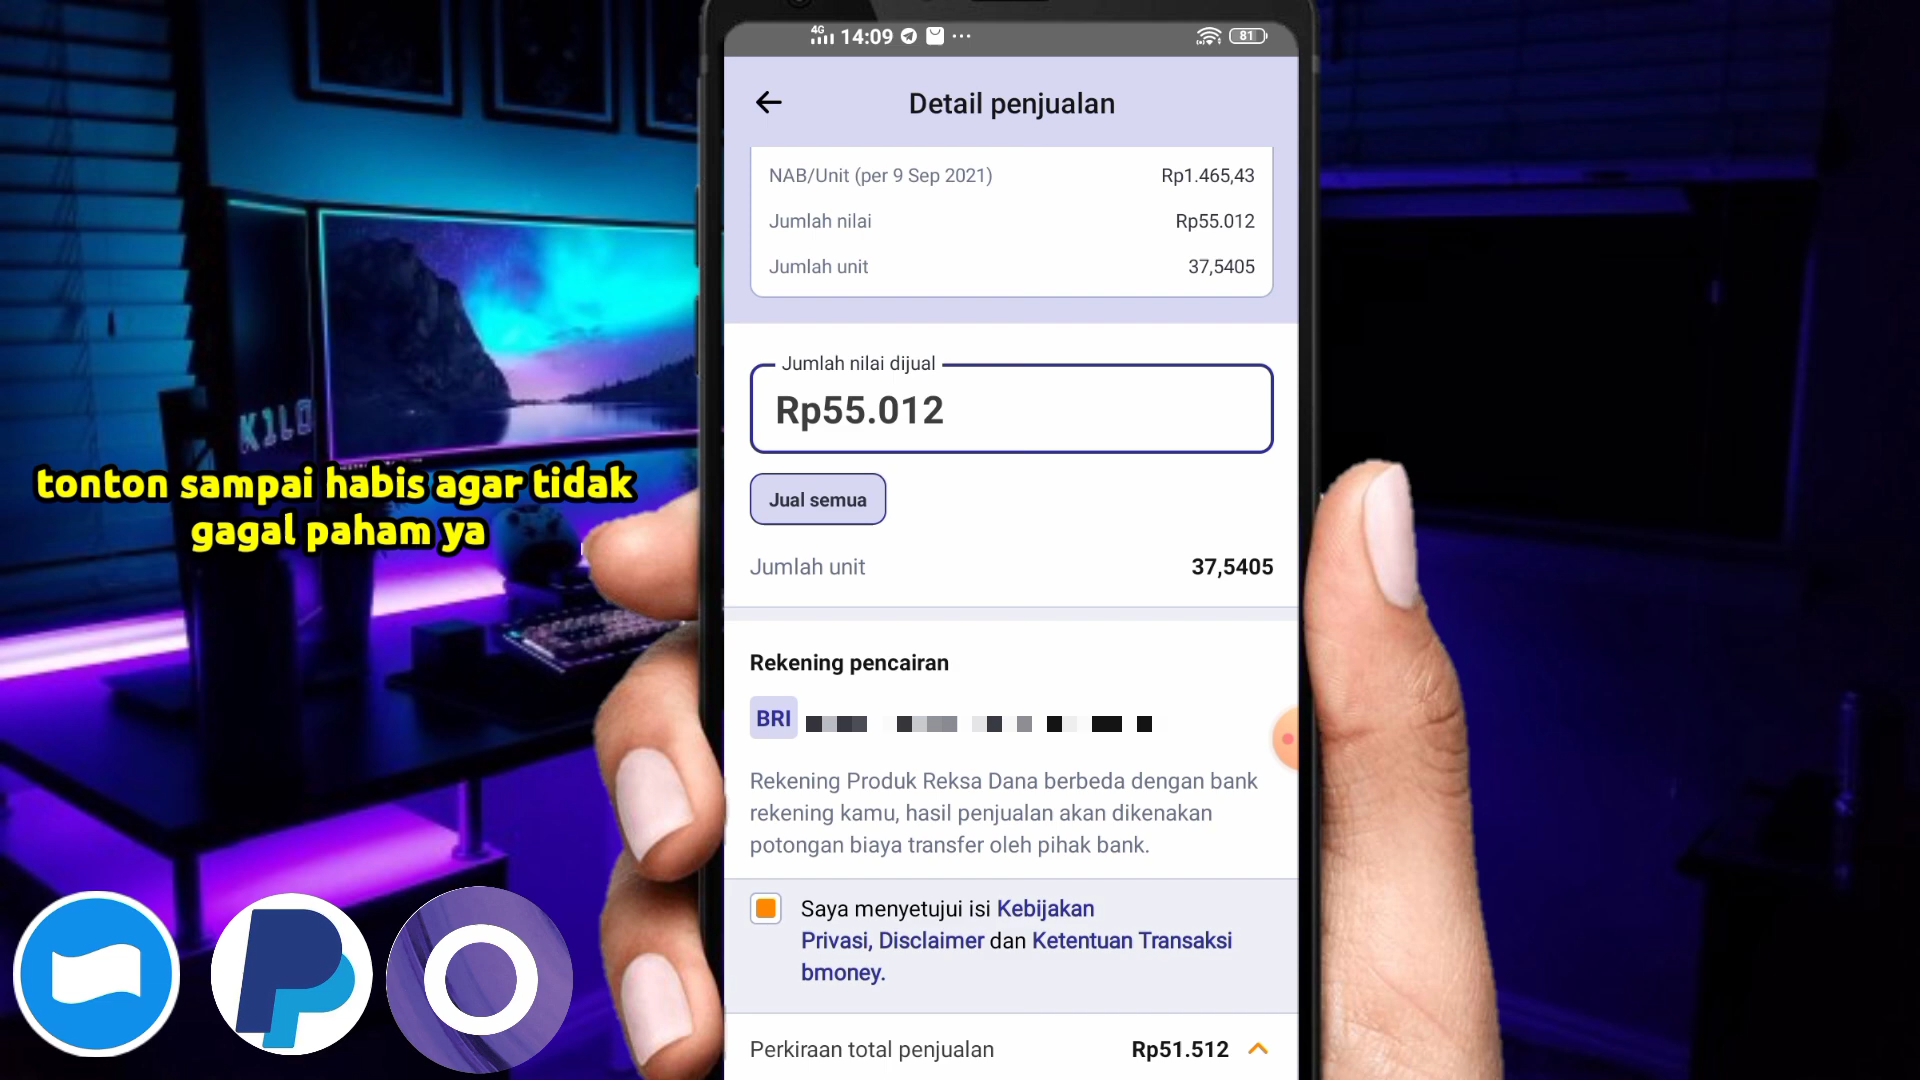 4G 14:09 ... 81
Detail penjualan
NAB/Unit (per 9 Sep 2021) Rp1.465,43
Jumlah nilai Rp55.012
Jumlah unit 37,5405
Jumlah nilai dijual
Rp55.012
Jual semua
Jumlah unit 37,5405
Rekening pencairan
BRI
Rekening Produk Reksa Dana berbeda dengan bank
rekening kamu, hasil penjualan akan dikenakan
potongan biaya transfer oleh pihak bank.
Saya menyetujui isi Kebijakan
Privasi, Disclaimer dan Ketentuan Transaksi
bmoney.
Perkiraan total penjualan Rp51.512
K1LO
tonton sampai habis agar tidak
gagal paham ya